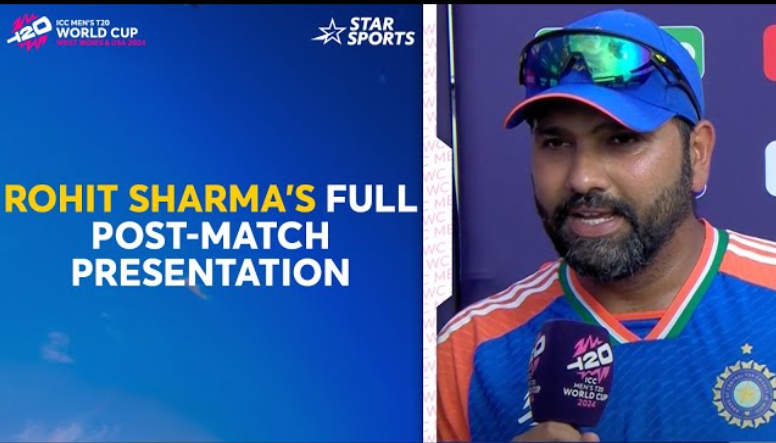 T20
ICC MEN'S T20
WORLD CUP
WEST INDIES & USA 2024
STAR
SPORTS
ROHIT SHARMA'S FULL
POST-MATCH
PRESENTATION
T20
ICC
MEN'S T20
WORLD CUP
2024